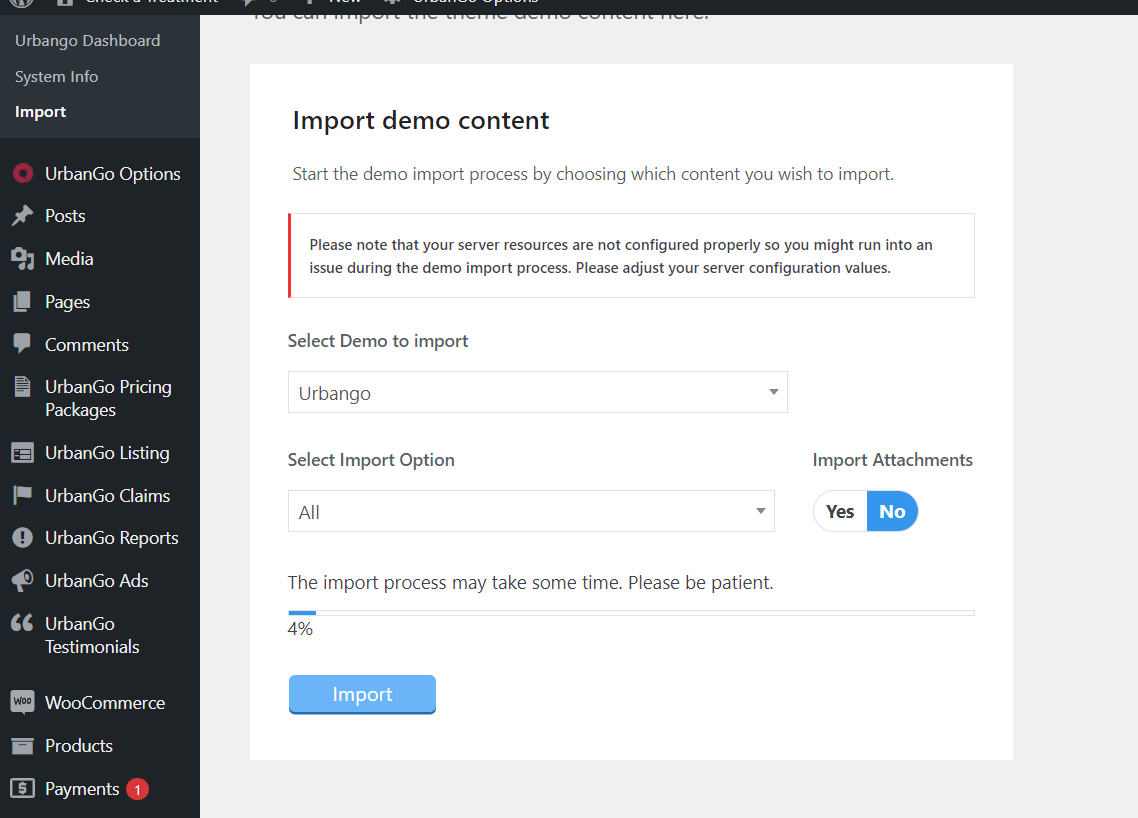 Check a Treatment
New
UrbanGo Options
You can import the theme demo content here.
Urbango Dashboard
System Info
Import
UrbanGo Options
Posts
Media
Pages
Comments
UrbanGo Pricing
Packages
UrbanGo Listing
UrbanGo Claims
UrbanGo Reports
UrbanGo Ads
UrbanGo
Testimonials
Woo
WooCommerce
Products
Payments 1
Import demo content
Start the demo import process by choosing which content you wish to import.
Please note that your server resources are not configured properly so you might run into an
issue during the demo import process. Please adjust your server configuration values.
Select Demo to import
Urbango
Select Import Option
Import Attachments
All
Yes No
The import process may take some time. Please be patient.
4%
Import